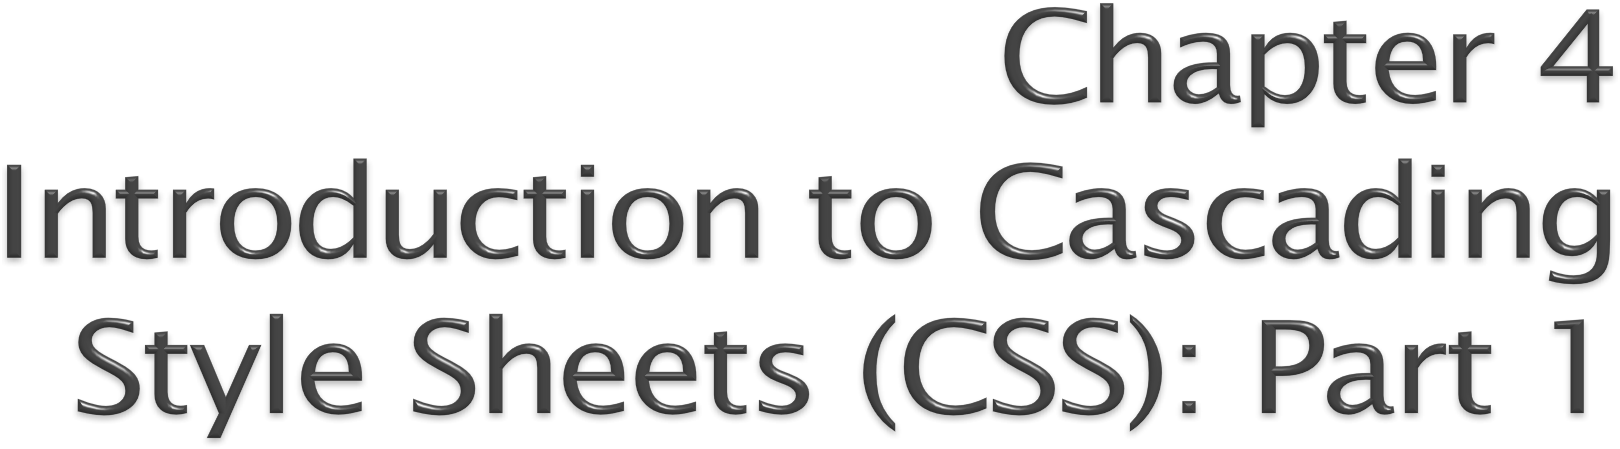 Chapter 4
Introduction to Cascading
Style Sheets (CSS): Part 1